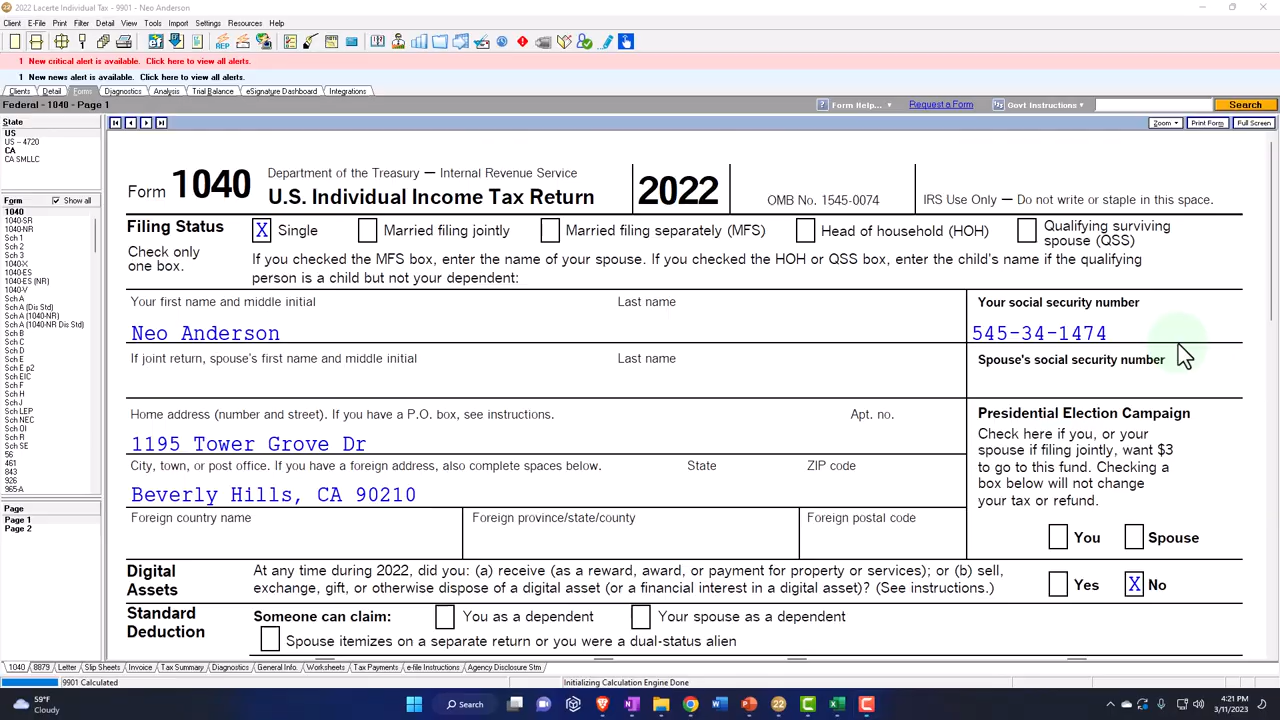 2022 Lacerte Individual Tax - 9901 - Neo Anderson
Client E-File Print Filter Detail View Tools Import Settings Resources Help
1 New critical alert is available. Click here to view all alerts.
1 New news alert is available. Click here to view all alerts.
Clients Detail Forms Diagnostics Analysis Trial Balance eSignature Dashboard Integrations
Federal - 1040 - Page 1 Form Help... Request a Form Govt Instructions Search
State
US
US - 4720
CA
CA SMLLC
Zoom Print Form Full Screen
Form Show all
1040
1040-SR
1040-NR
Sch 1
Sch 2
Sch 3
1040-X
1040-ES
1040-ES (NR)
1040-V
Sch A
Sch A (Dis Std)
Sch A (1040-NR)
Sch A (1040-NR Dis Std)
Sch B
Sch C
Sch D
Sch E
Sch E p2
Sch EIC
Sch F
Sch H
Sch J
Sch LEP
Sch NEC
Sch OI
Sch R
Sch SE
56
461
843
926
965-A
Page
Page 1
Page 2
Form 1040 Department of the Treasury — Internal Revenue Service
U.S. Individual Income Tax Return 2022 OMB No. 1545-0074 IRS Use Only — Do not write or staple in this space.
Filing Status X Single Married filing jointly Married filing separately (MFS) Head of household (HOH) Qualifying surviving
spouse (QSS)
Check only
one box.
If you checked the MFS box, enter the name of your spouse. If you checked the HOH or QSS box, enter the child's name if the qualifying
person is a child but not your dependent:
Your first name and middle initial Last name Your social security number
Neo Anderson 545-34-1474
If joint return, spouse's first name and middle initial Last name Spouse's social security number
Home address (number and street). If you have a P.O. box, see instructions. Apt. no.
1195 Tower Grove Dr
City, town, or post office. If you have a foreign address, also complete spaces below. State ZIP code
Beverly Hills, CA 90210
Foreign country name Foreign province/state/county Foreign postal code
Presidential Election Campaign
Check here if you, or your
spouse if filing jointly, want $3
to go to this fund. Checking a
box below will not change
your tax or refund.
You Spouse
Digital
Assets
At any time during 2022, did you: (a) receive (as a reward, award, or payment for property or services); or (b) sell,
exchange, gift, or otherwise dispose of a digital asset (or a financial interest in a digital asset)? (See instructions.) Yes X No
Standard
Deduction
Someone can claim: You as a dependent Your spouse as a dependent
Spouse itemizes on a separate return or you were a dual-status alien
1040 8879 Letter Slip Sheets Invoice Tax Summary Diagnostics General Info. Worksheets Tax Payments e-file Instructions Agency Disclosure Stm
9901 Calculated Initializing Calculation Engine Done
59°F
Cloudy
Search
4:21 PM
3/11/2023